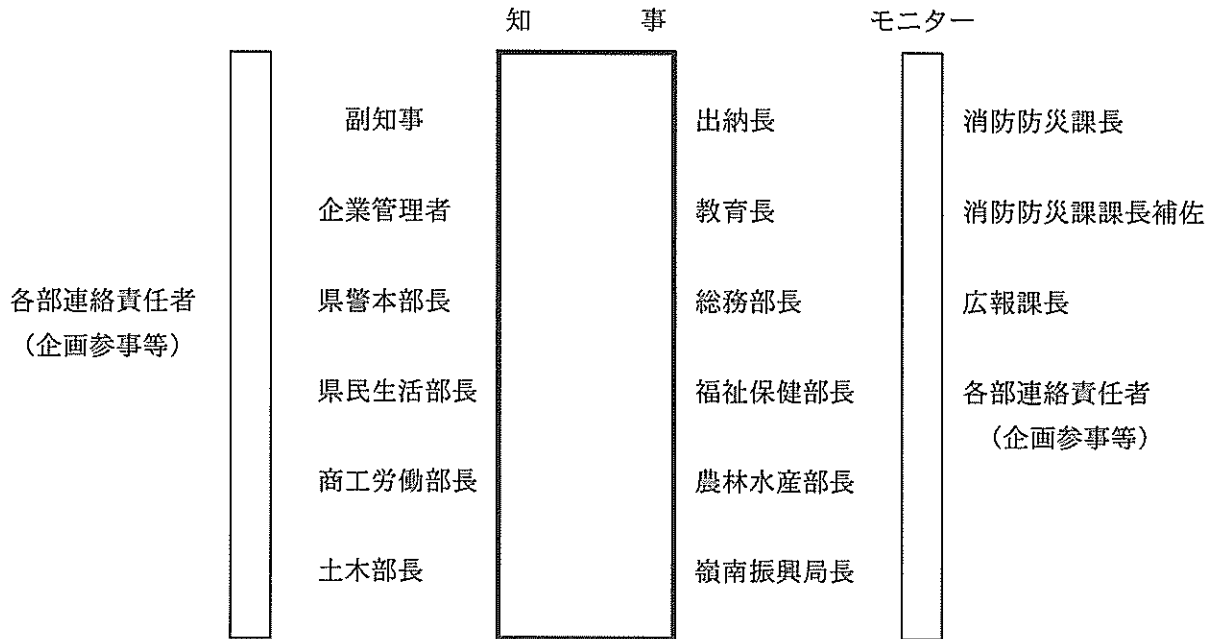 知　　　事
モニター
副知事
出納長
消防防災課長
企業管理者
教育長
消防防災課課長補佐
各部連絡責任者
（企画参事等）
県警本部長
総務部長
広報課長
県民生活部長
福祉保健部長
各部連絡責任者
（企画参事等）
商工労働部長
農林水産部長
土木部長
嶺南振興局長